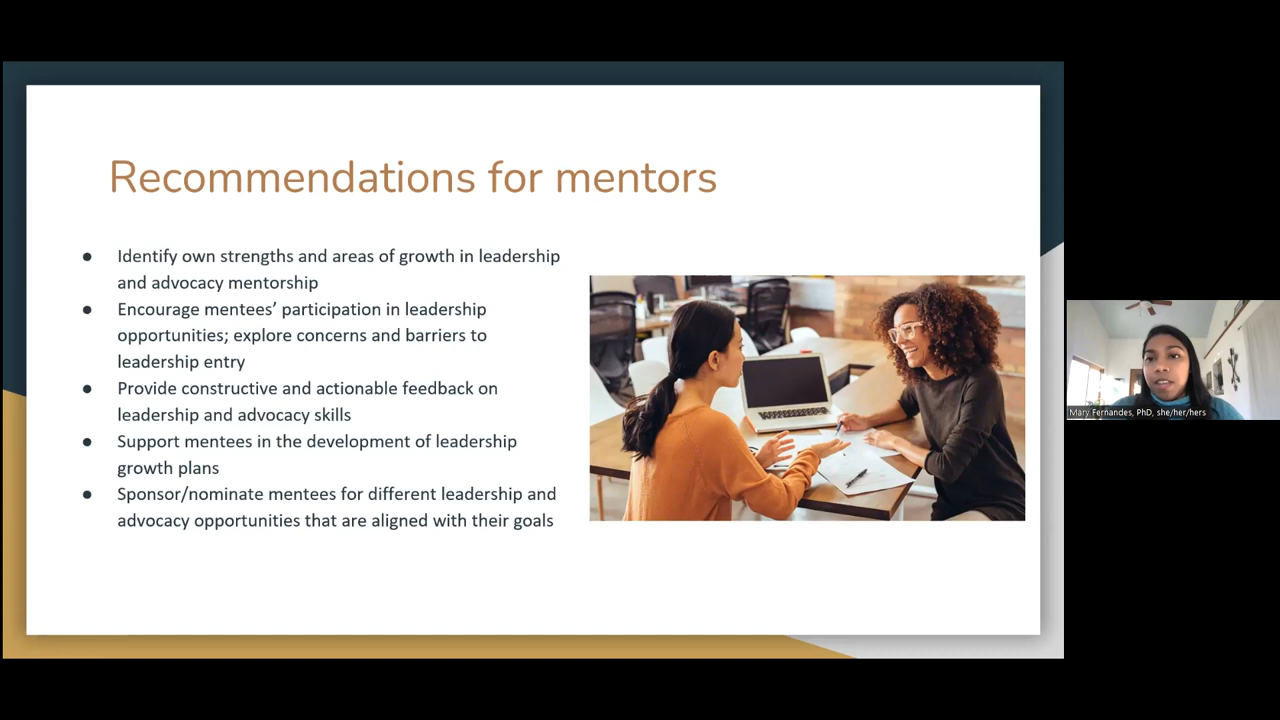 Recommendations for mentors
● Identify own strengths and areas of growth in leadership
and advocacy mentorship
● Encourage mentees’ participation in leadership
opportunities; explore concerns and barriers to
leadership entry
● Provide constructive and actionable feedback on
leadership and advocacy skills
● Support mentees in the development of leadership
growth plans
● Sponsor/nominate mentees for different leadership and
advocacy opportunities that are aligned with their goals
Mary Fernandes, PhD, she/her/hers